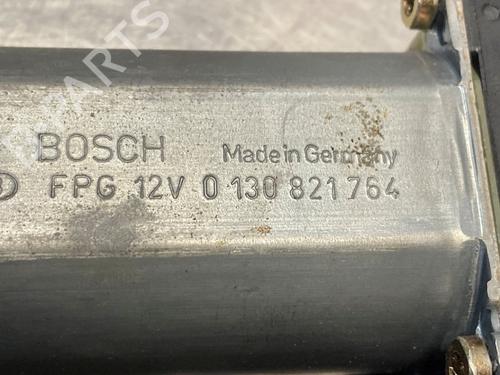 BOSCH Made in Germany
FPG 12V 0 130 821 764